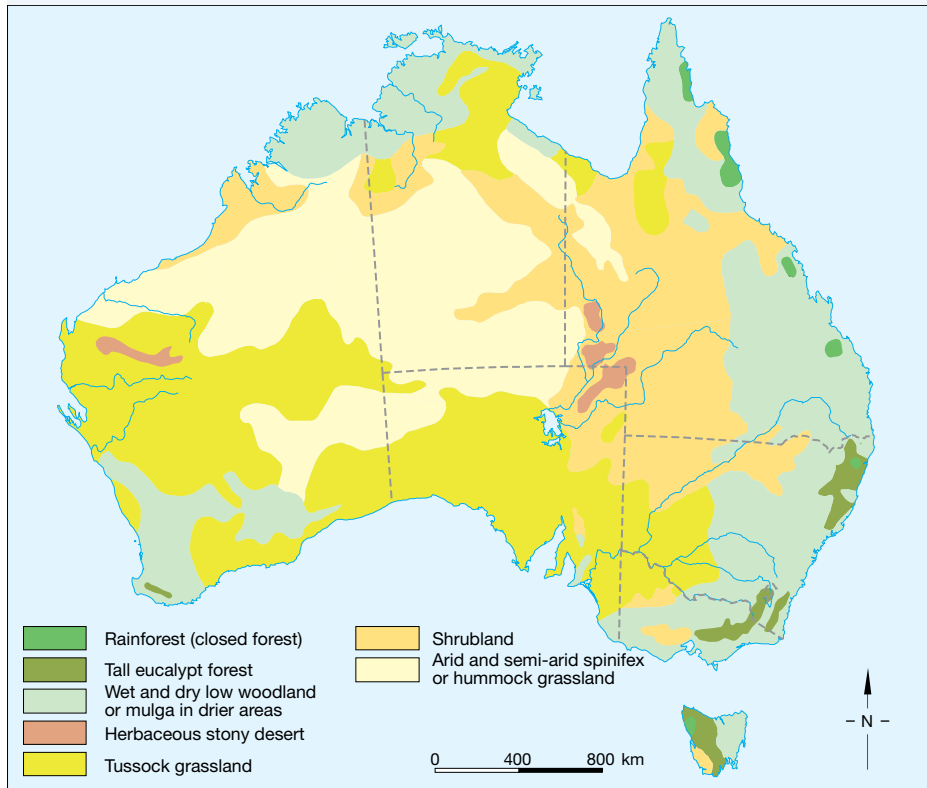 Rainforest (closed forest)
Tall eucalypt forest
Wet and dry low woodland
or mulga in drier areas
Herbaceous stony desert
Tussock grassland
Shrubland
Arid and semi-arid spinifex
or hummock grassland
0 400 800 km
N